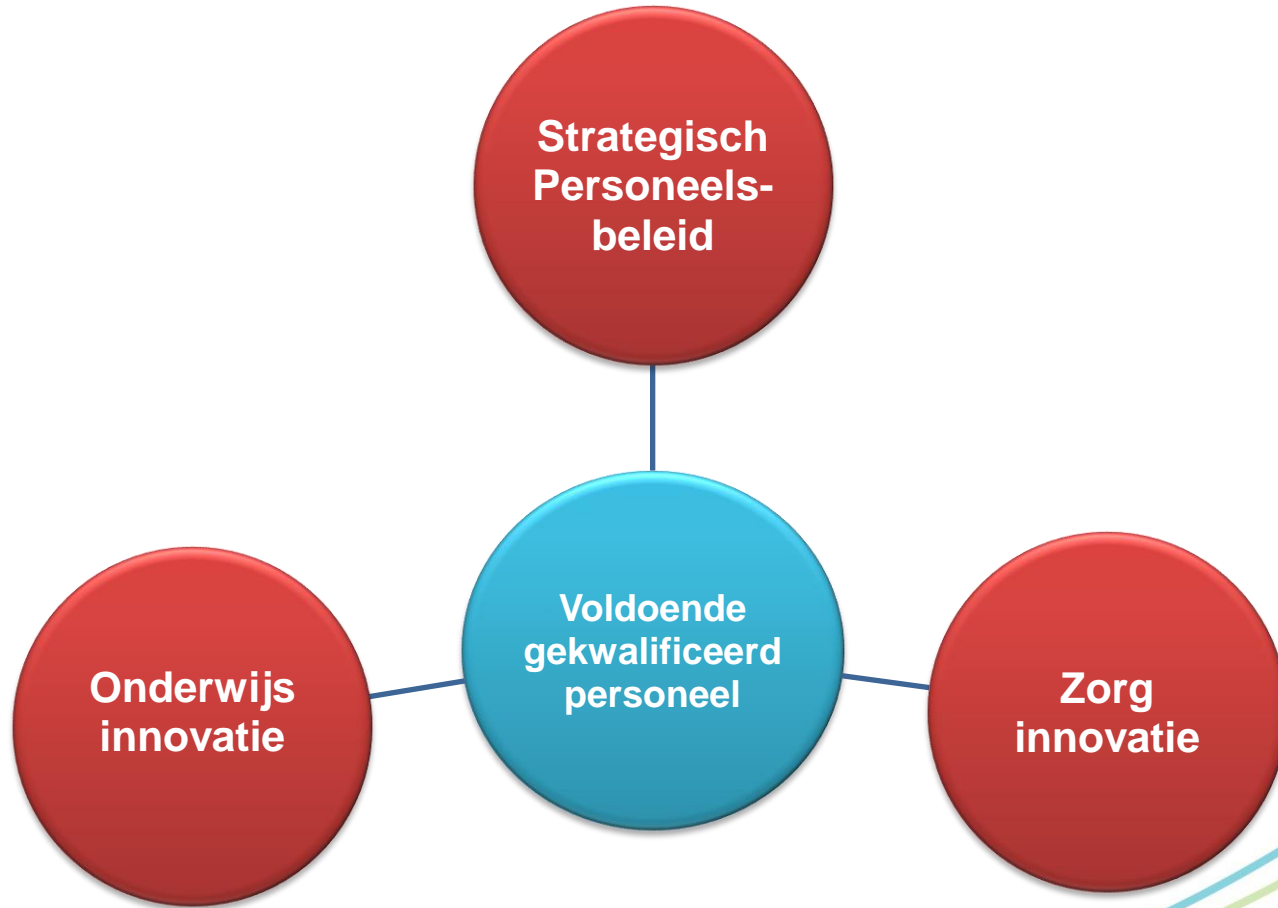 Strategisch
Personeels-
beleid
Voldoende
gekwalificeerd
personeel
Onderwijs
innovatie
Zorg
innovatie